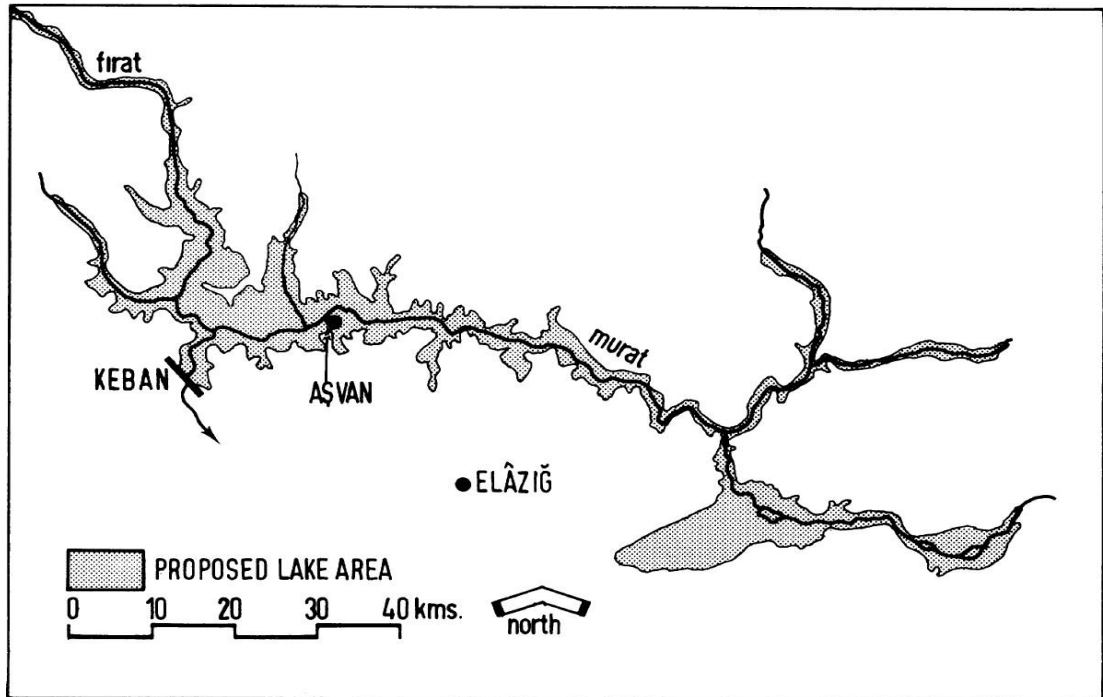 fırat
murat
KEBAN
AŞVAN
ELÂZIĞ
PROPOSED LAKE AREA
0 10 20 30 40 kms.
north